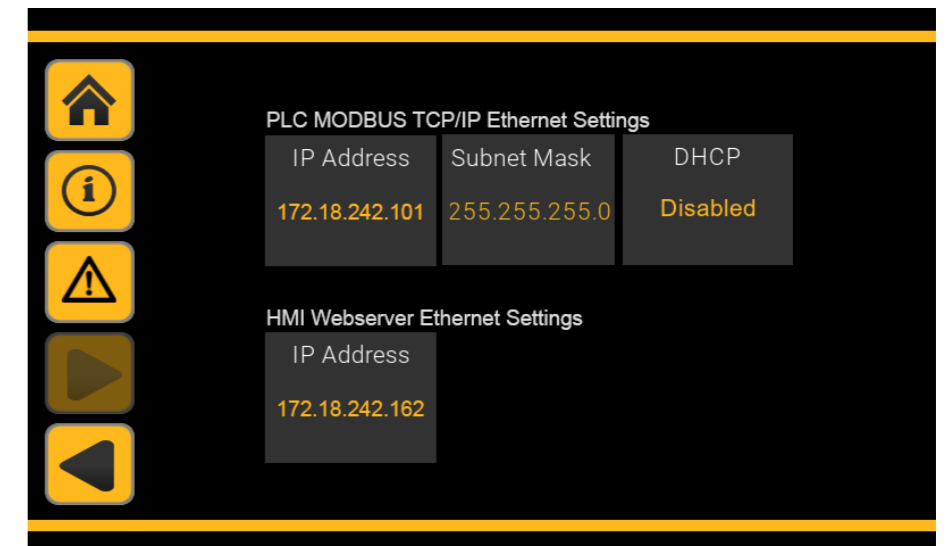 PLC MODBUS TCP/IP Ethernet Settings
IP Address Subnet Mask DHCP
172.18.242.101 255.255.255.0 Disabled
HMI Webserver Ethernet Settings
IP Address
172.18.242.162